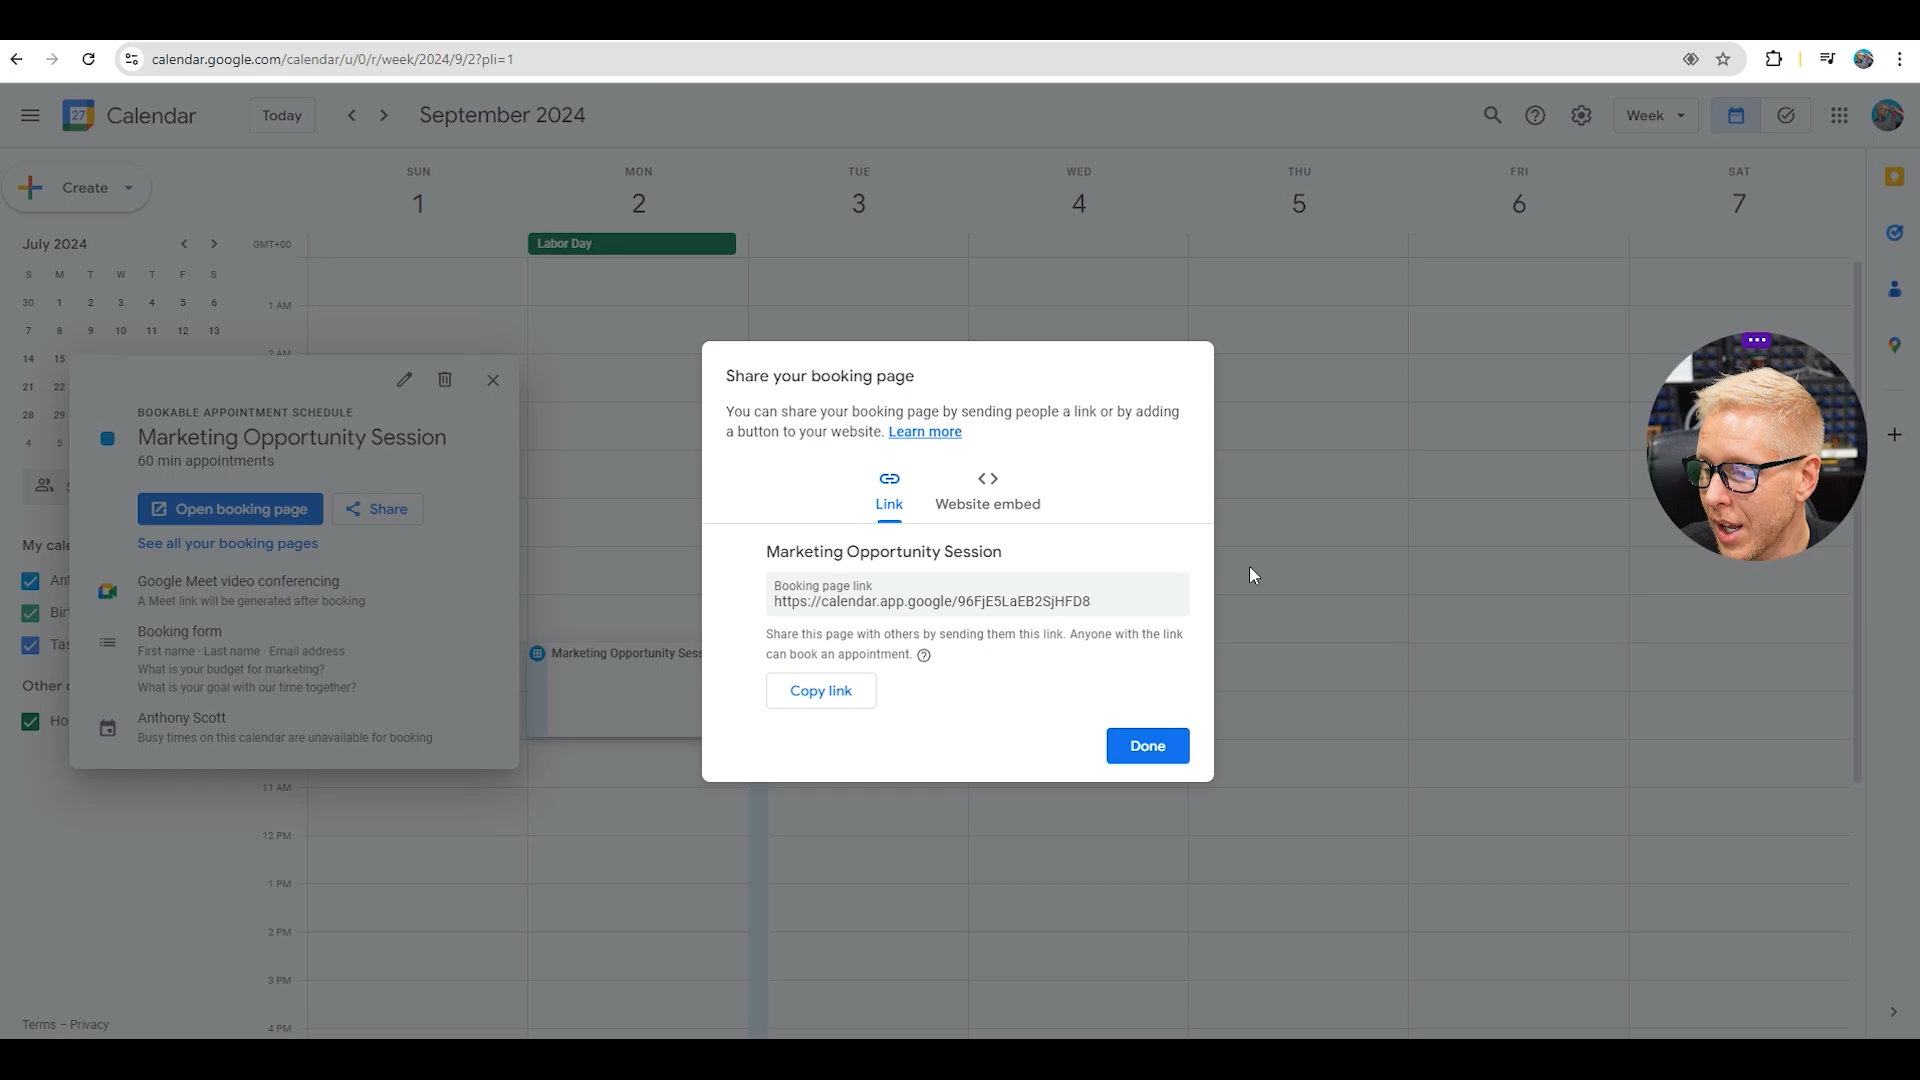 calendar.google.com/calendar/u/0/r/week/2024/9/2?pli=1
27 Calendar
Today
September 2024
Week
Create
SUN MON TUE WED THU FRI SAT
1 2 3 4 5 6 7
July 2024
GMT+00
Labor Day
S M T W T F S
30 1 2 3 4 5 6
7 8 9 10 11 12 13
14 15
21 22
28 29
4 5
1 AM
2 AM
BOOKABLE APPOINTMENT SCHEDULE
Marketing Opportunity Session
60 min appointments
Open booking page
Share
See all your booking pages
My cale
Google Meet video conferencing
A Meet link will be generated after booking
Ant
Bir
Tas
Booking form
First name · Last name · Email address
What is your budget for marketing?
What is your goal with our time together?
Other c
Ho
Anthony Scott
Busy times on this calendar are unavailable for booking
Marketing Opportunity Sess
Share your booking page
You can share your booking page by sending people a link or by adding
a button to your website. Learn more
Link
Website embed
Marketing Opportunity Session
Booking page link
https://calendar.app.google/96FjE5LaEB2SjHFD8
Share this page with others by sending them this link. Anyone with the link
can book an appointment.
Copy link
Done
11 AM
12 PM
1 PM
2 PM
3 PM
4 PM
Terms – Privacy